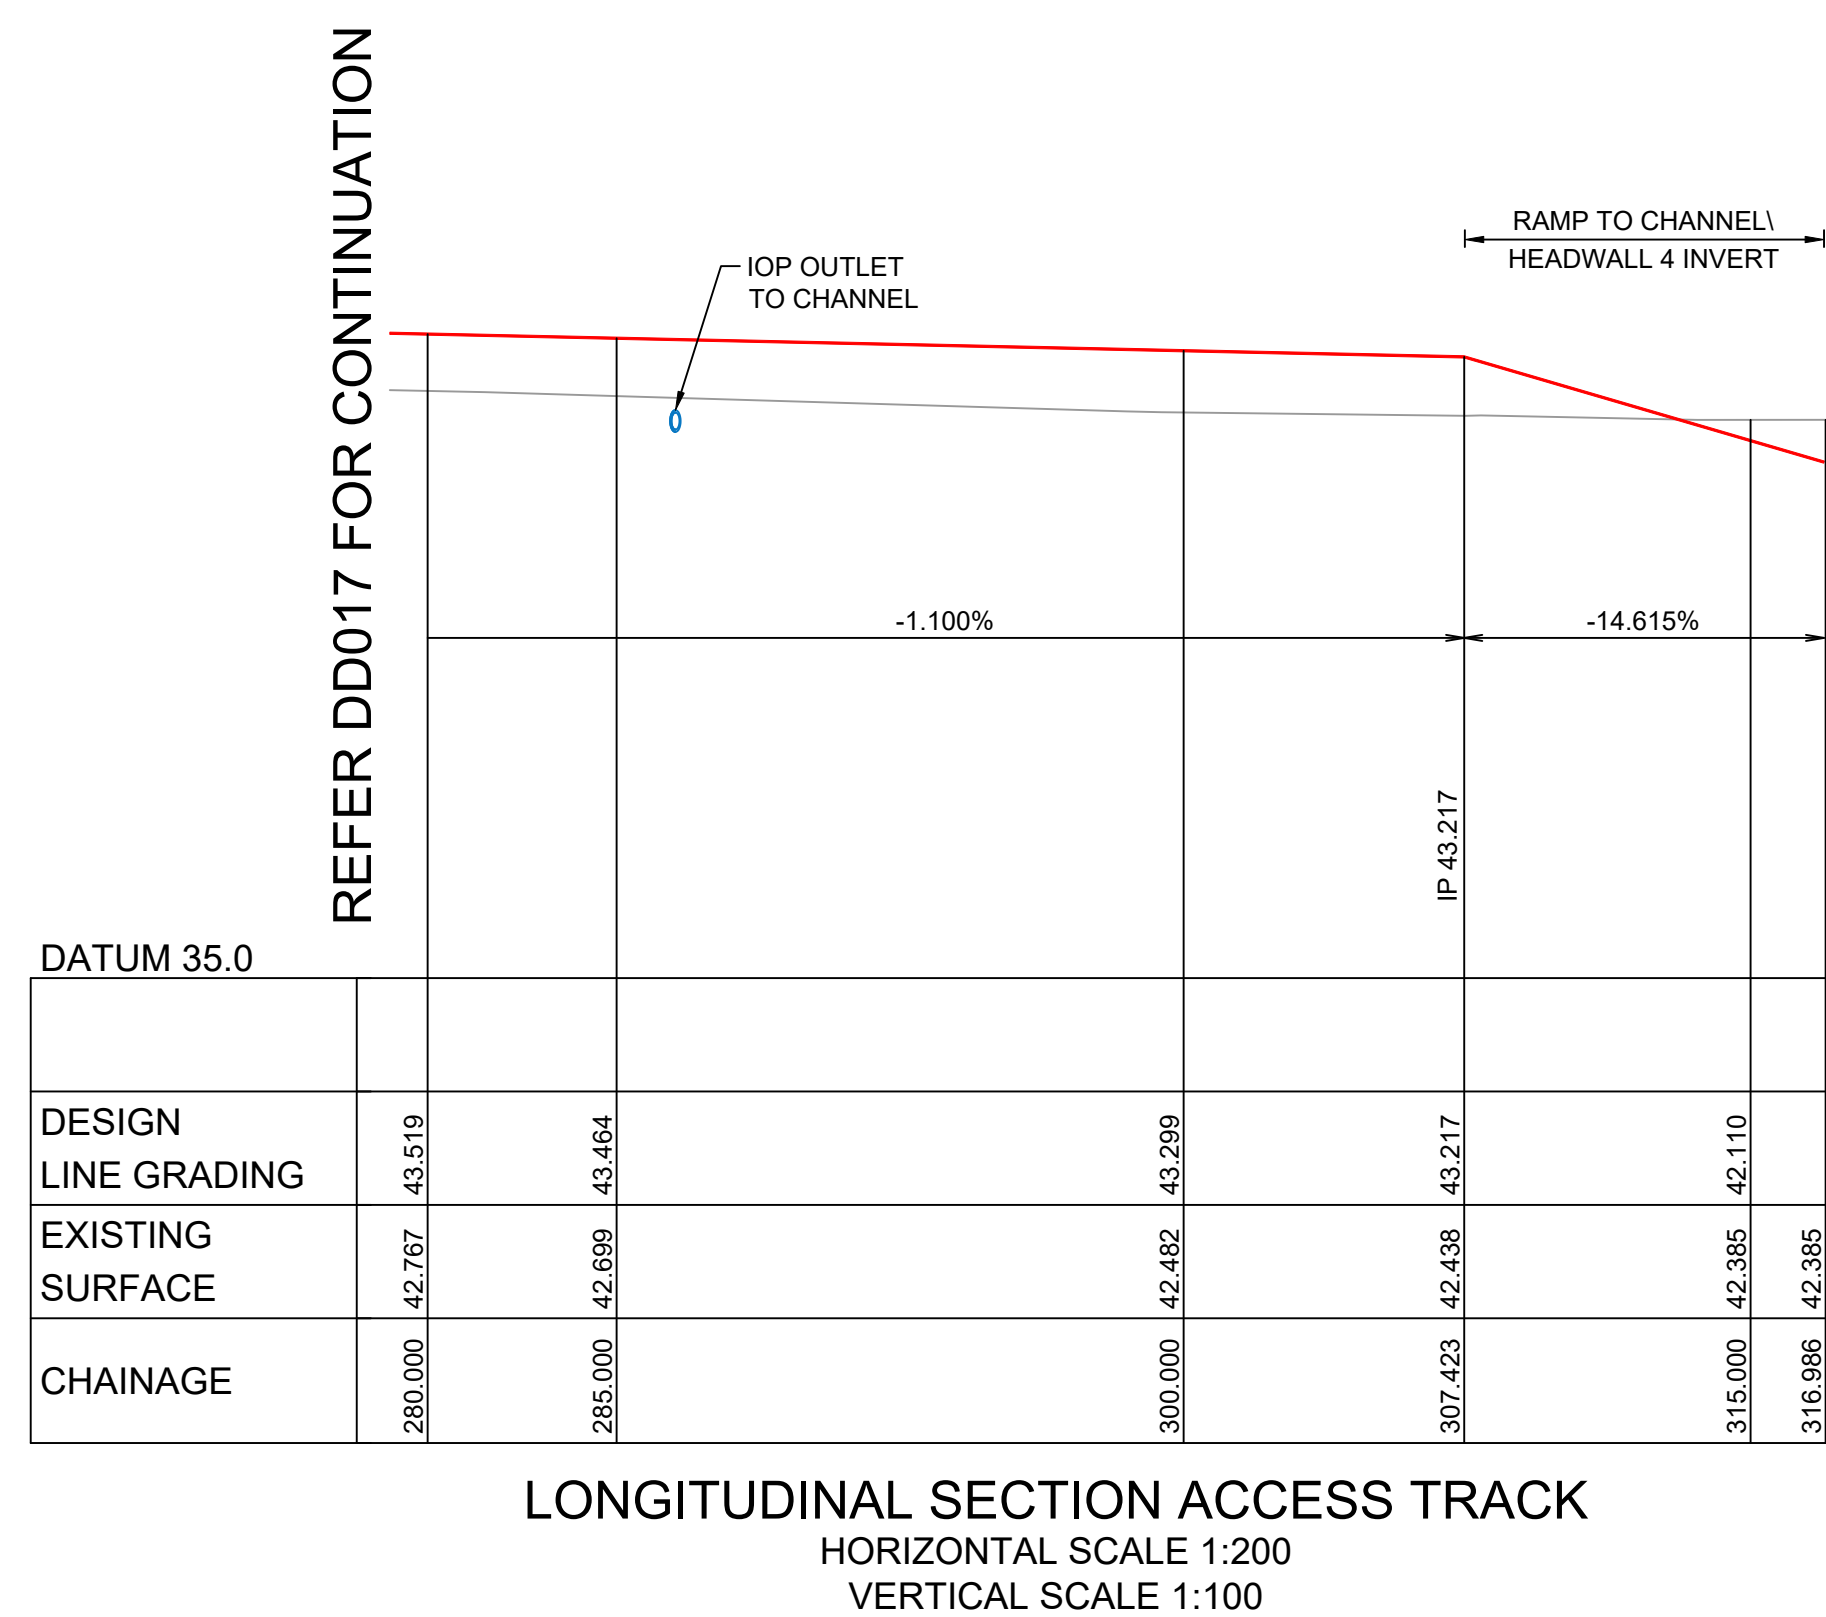 REFER DD017 FOR CONTINUATION
RAMP TO CHANNEL\
HEADWALL 4 INVERT
IOP OUTLET
TO CHANNEL
-1.100%
-14.615%
IP 43.217
DATUM 35.0
DESIGN
LINE GRADING
43.519
43.464
43.299
43.217
42.110
EXISTING
SURFACE
42.767
42.699
42.482
42.438
42.385
42.385
CHAINAGE
280.000
285.000
300.000
307.423
315.000
316.986
LONGITUDINAL SECTION ACCESS TRACK
HORIZONTAL SCALE 1:200
VERTICAL SCALE 1:100